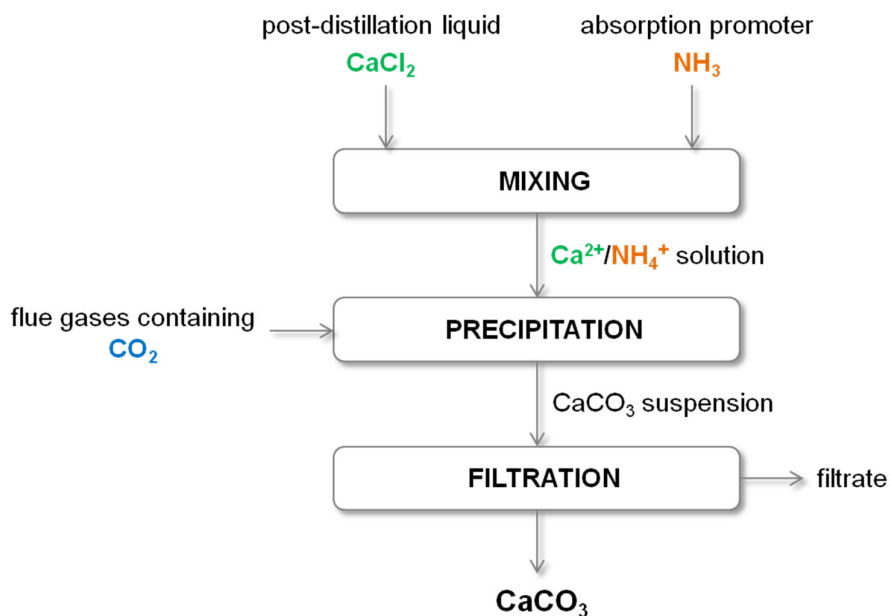 post-distillation liquid
CaCl₂
absorption promoter
NH₃
MIXING
Ca²⁺/NH₄⁺ solution
flue gases containing
CO₂
PRECIPITATION
CaCO₃ suspension
FILTRATION
filtrate
CaCO₃